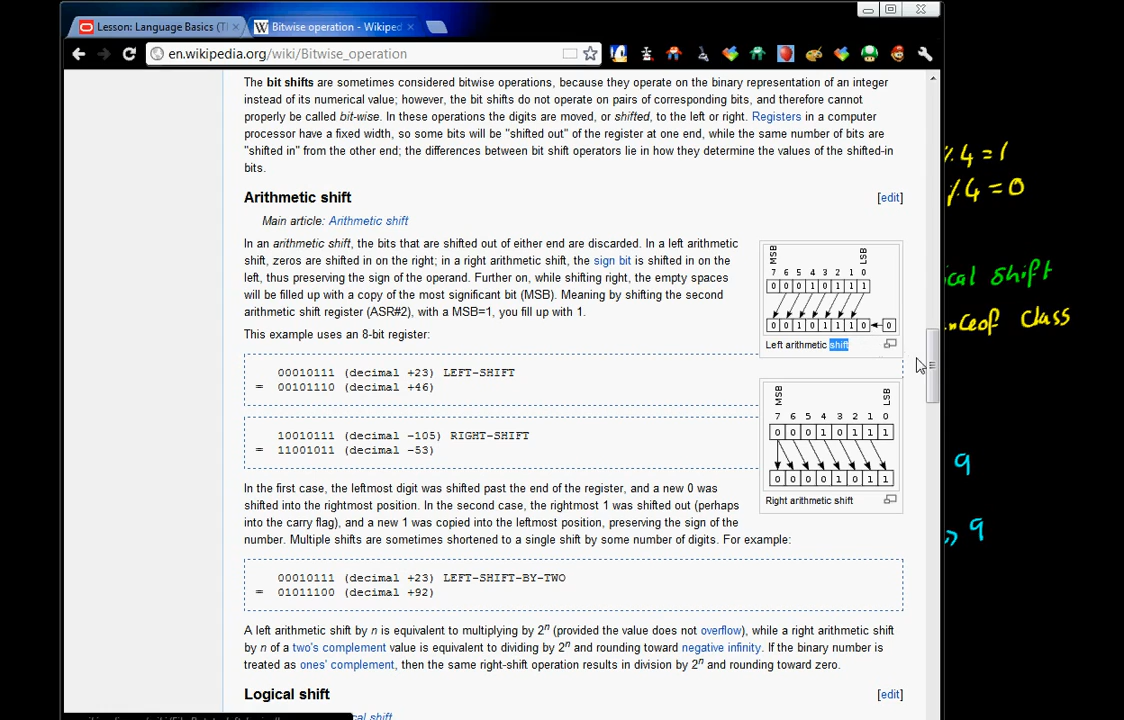 Lesson: Language Basics (Tl
Bitwise operation - Wikiped
en.wikipedia.org/wiki/Bitwise_operation
The bit shifts are sometimes considered bitwise operations, because they operate on the binary representation of an integer
instead of its numerical value; however, the bit shifts do not operate on pairs of corresponding bits, and therefore cannot
properly be called bit-wise. In these operations the digits are moved, or shifted, to the left or right. Registers in a computer
processor have a fixed width, so some bits will be "shifted out" of the register at one end, while the same number of bits are
"shifted in" from the other end; the differences between bit shift operators lie in how they determine the values of the shifted-in
bits.
Arithmetic shift [edit]
Main article: Arithmetic shift
In an arithmetic shift, the bits that are shifted out of either end are discarded. In a left arithmetic
shift, zeros are shifted in on the right; in a right arithmetic shift, the sign bit is shifted in on the
left, thus preserving the sign of the operand. Further on, while shifting right, the empty spaces
will be filled up with a copy of the most significant bit (MSB). Meaning by shifting the second
arithmetic shift register (ASR#2), with a MSB=1, you fill up with 1.
This example uses an 8-bit register:
00010111 (decimal +23) LEFT-SHIFT
= 00101110 (decimal +46)
10010111 (decimal -105) RIGHT-SHIFT
= 11001011 (decimal -53)
MSB LSB
7 6 5 4 3 2 1 0
0 0 0 1 0 1 1 1
0 0 1 0 1 1 1 0 0
Left arithmetic shift
MSB LSB
7 6 5 4 3 2 1 0
0 0 0 1 0 1 1 1
0 0 0 0 1 0 1 1
Right arithmetic shift
In the first case, the leftmost digit was shifted past the end of the register, and a new 0 was
shifted into the rightmost position. In the second case, the rightmost 1 was shifted out (perhaps
into the carry flag), and a new 1 was copied into the leftmost position, preserving the sign of the
number. Multiple shifts are sometimes shortened to a single shift by some number of digits. For example:
00010111 (decimal +23) LEFT-SHIFT-BY-TWO
= 01011100 (decimal +92)
A left arithmetic shift by n is equivalent to multiplying by 2n (provided the value does not overflow), while a right arithmetic shift
by n of a two's complement value is equivalent to dividing by 2n and rounding toward negative infinity. If the binary number is
treated as ones' complement, then the same right-shift operation results in division by 2n and rounding toward zero.
Logical shift [edit]
cal shift
% 4 = 1
% 4 = 0
ical shift
nceof class
9
>> 9